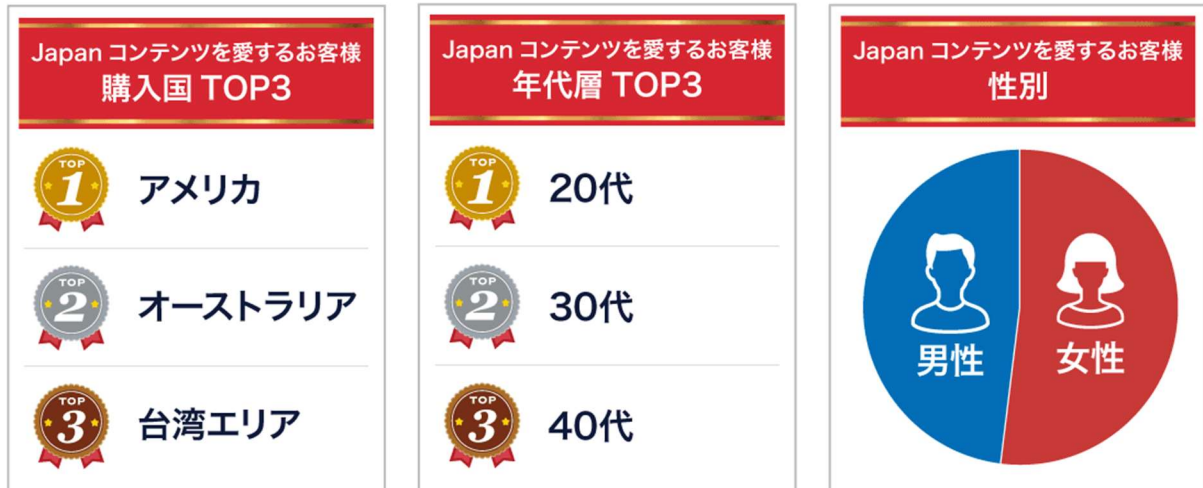 Japan コンテンツを愛するお客様
購入国 TOP3
TOP
1
アメリカ
TOP
2
オーストラリア
TOP
3
台湾エリア
Japan コンテンツを愛するお客様
年代層 TOP3
TOP
1
20代
TOP
2
30代
TOP
3
40代
Japan コンテンツを愛するお客様
性別
男性
女性